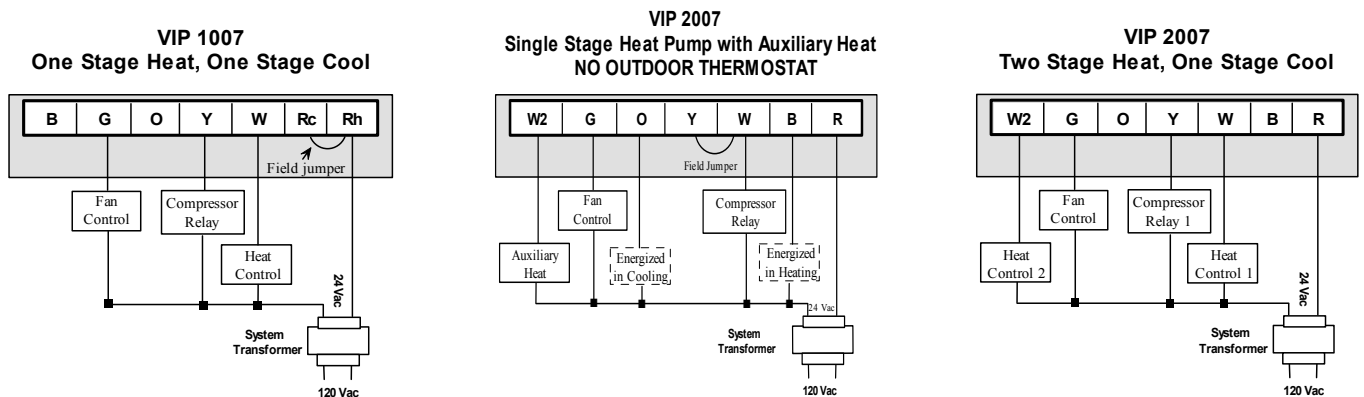 VIP 1007
One Stage Heat, One Stage Cool
B G O Y W Rc Rh
Field jumper
Fan
Control
Compressor
Relay
Heat
Control
24 Vac
System
Transformer
120 Vac
VIP 2007
Single Stage Heat Pump with Auxiliary Heat
NO OUTDOOR THERMOSTAT
W2 G O Y W B R
Field Jumper
Fan
Control
Compressor
Relay
Auxiliary
Heat
Energized
in Cooling
Energized
in Heating
24 Vac
System
Transformer
120 Vac
VIP 2007
Two Stage Heat, One Stage Cool
W2 G O Y W B R
Fan
Control
Compressor
Relay 1
Heat
Control 2
Heat
Control 1
24 Vac
System
Transformer
120 Vac